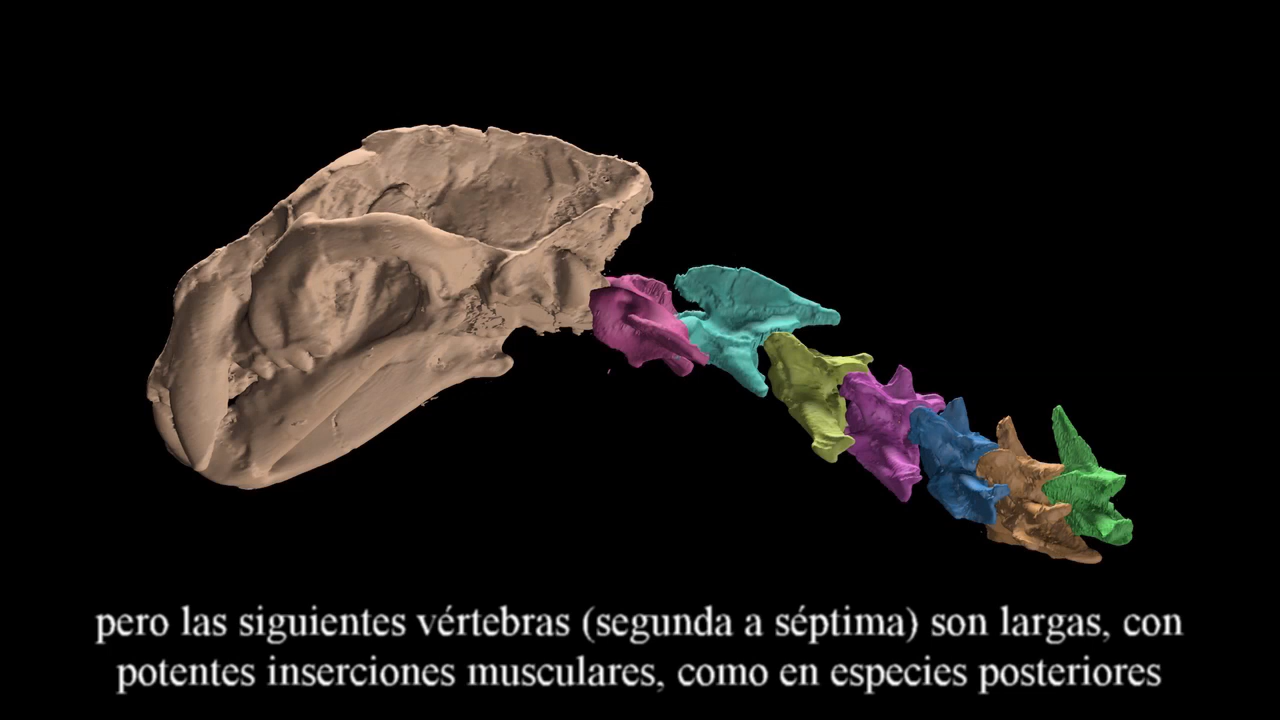 pero las siguientes vértebras (segunda a séptima) son largas, con
potentes inserciones musculares, como en especies posteriores